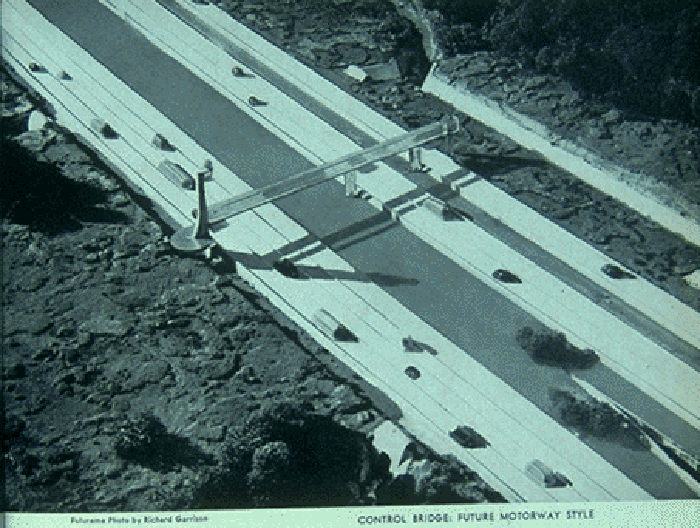 Futurama Photo by Richard Garrison
CONTROL BRIDGE: FUTURE MOTORWAY STYLE